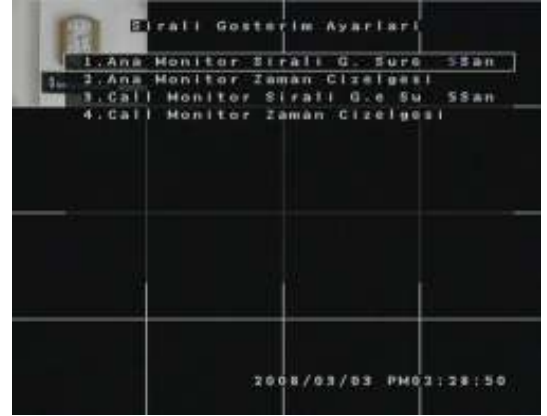 Sirali Gosterim Ayarlari
1.Ana Monitor Sirali G. Sure 5San
2.Ana Monitor Zaman Cizelgesi
3.Call Monitor Sirali G.e Su 5San
4.Call Monitor Zaman Cizelgesi
2008/03/03 PM02:28:50